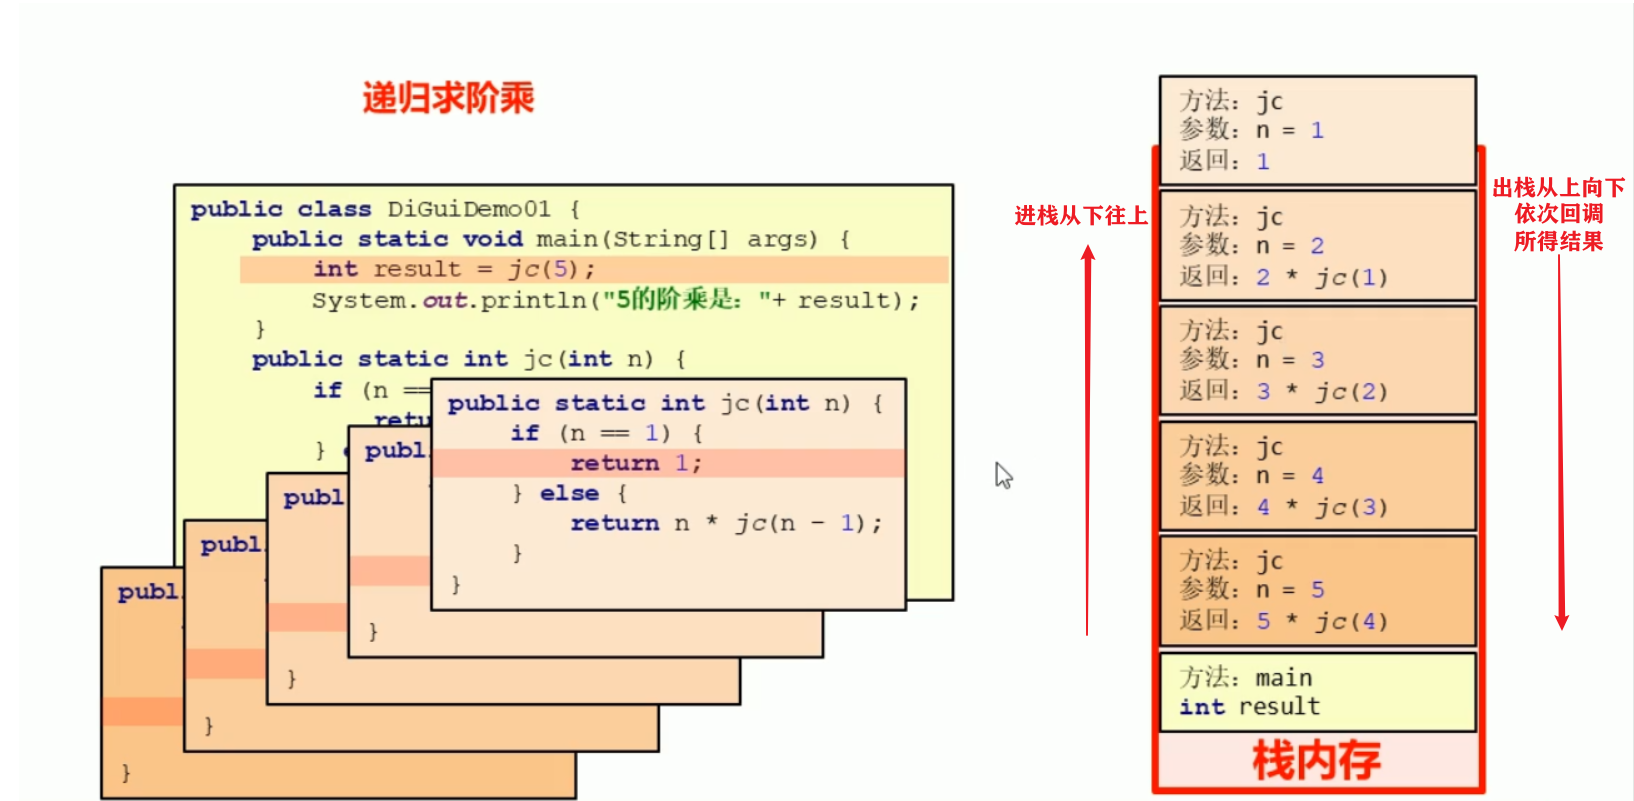 递归求阶乘
public class DiGuiDemo01 {
public static void main(String[] args) {
int result = jc(5);
System.out.println("5的阶乘是："+ result);
}
public static int jc(int n) {
if (n ==
retu
}
public static int jc(int n) {
if (n == 1) {
return 1;
} else {
return n * jc(n - 1);
}
}
publ
}
publ
}
publ
}
publ
}
进栈从下往上
方法：jc
参数：n = 1
返回：1
方法：jc
参数：n = 2
返回：2 * jc(1)
方法：jc
参数：n = 3
返回：3 * jc(2)
方法：jc
参数：n = 4
返回：4 * jc(3)
方法：jc
参数：n = 5
返回：5 * jc(4)
方法：main
int result
栈内存
出栈从上向下
依次回调
所得结果